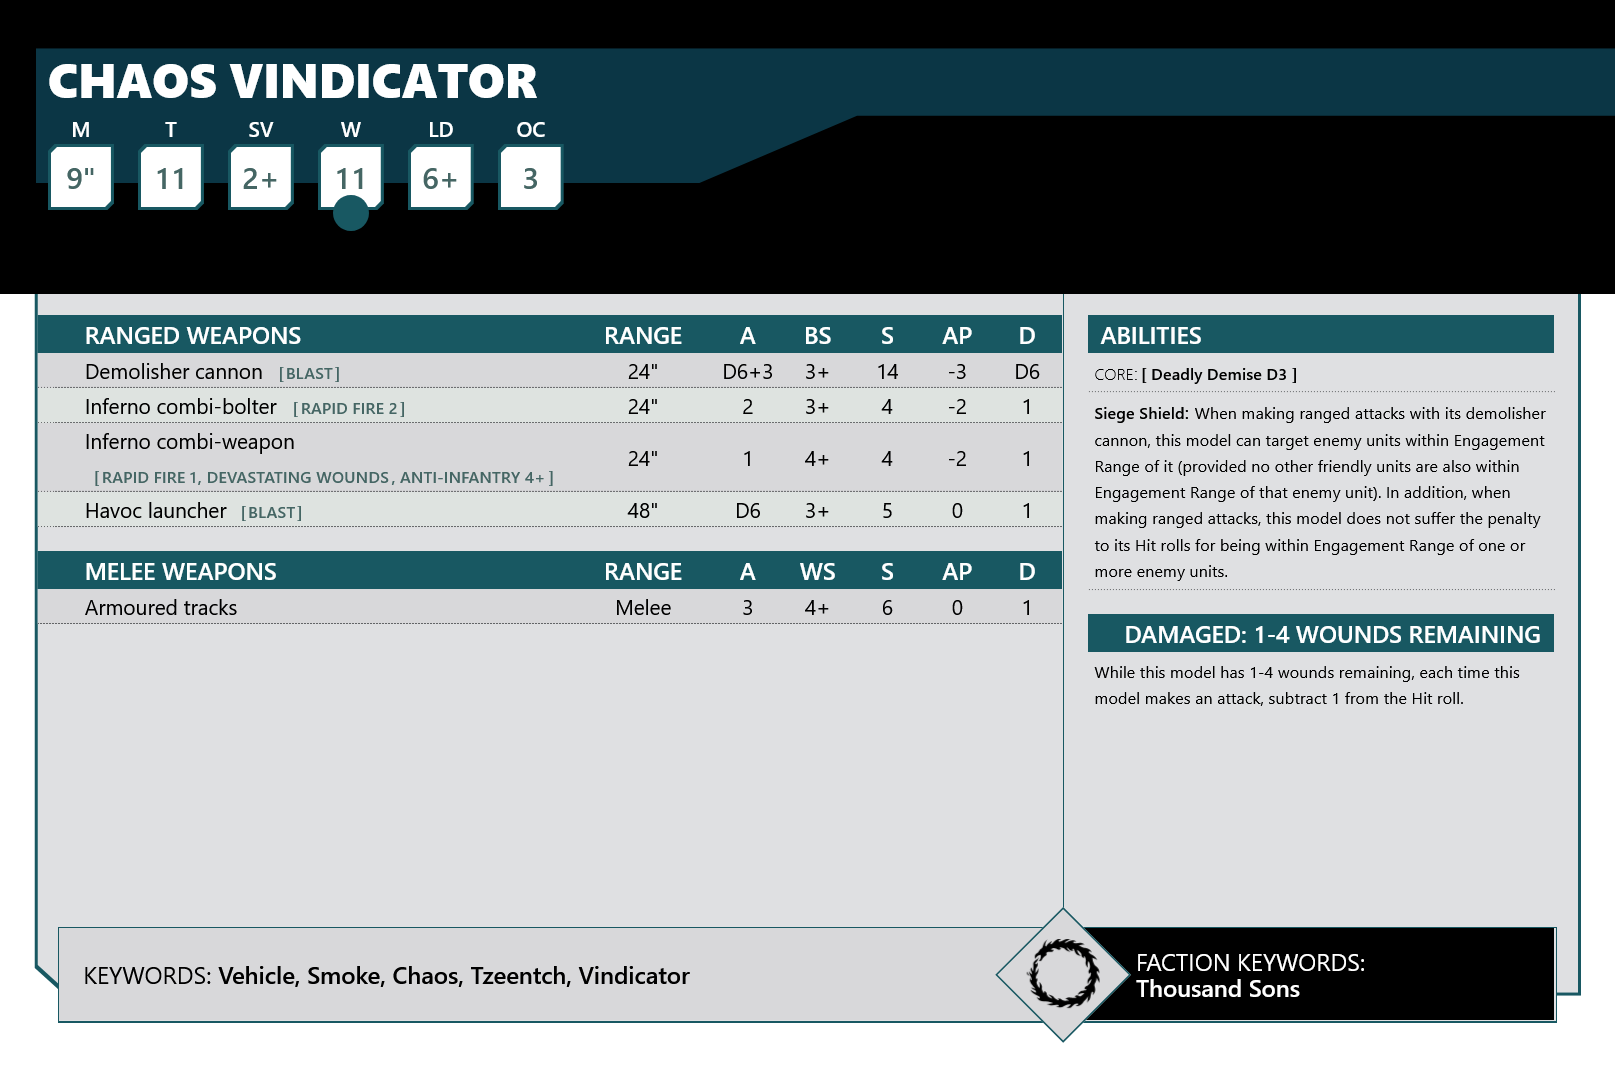 CHAOS VINDICATOR
M T SV W LD OC
9" 11 2+ 11 6+ 3
RANGED WEAPONS RANGE A BS S AP D
Demolisher cannon [BLAST] 24" D6+3 3+ 14 -3 D6
Inferno combi-bolter [RAPID FIRE 2] 24" 2 3+ 4 -2 1
Inferno combi-weapon
[RAPID FIRE 1, DEVASTATING WOUNDS, ANTI-INFANTRY 4+] 24" 1 4+ 4 -2 1
Havoc launcher [BLAST] 48" D6 3+ 5 0 1
MELEE WEAPONS RANGE A WS S AP D
Armoured tracks Melee 3 4+ 6 0 1
ABILITIES
CORE: [ Deadly Demise D3 ]
Siege Shield: When making ranged attacks with its demolisher
cannon, this model can target enemy units within Engagement
Range of it (provided no other friendly units are also within
Engagement Range of that enemy unit). In addition, when
making ranged attacks, this model does not suffer the penalty
to its Hit rolls for being within Engagement Range of one or
more enemy units.
DAMAGED: 1-4 WOUNDS REMAINING
While this model has 1-4 wounds remaining, each time this
model makes an attack, subtract 1 from the Hit roll.
KEYWORDS: Vehicle, Smoke, Chaos, Tzeentch, Vindicator
FACTION KEYWORDS:
Thousand Sons